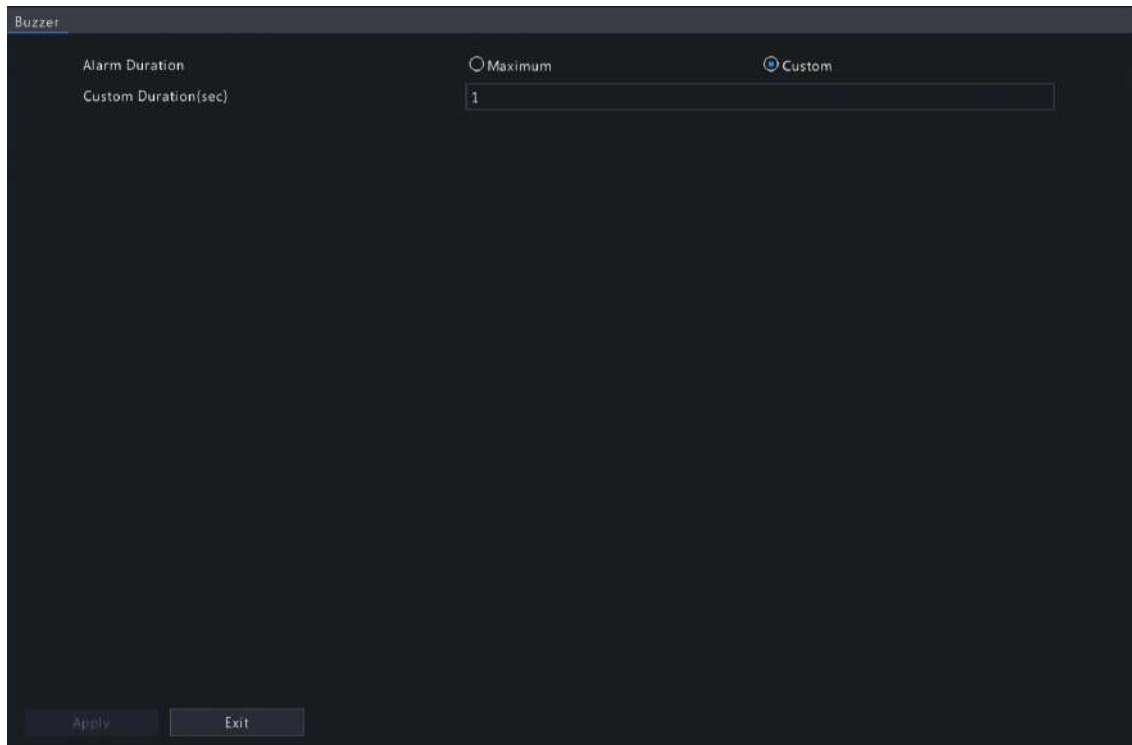 Buzzer
Alarm Duration Maximum Custom
Custom Duration(sec) 1
Apply Exit